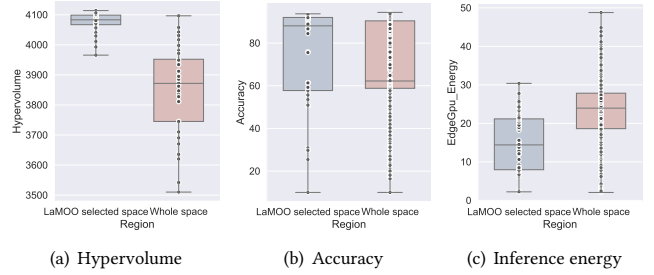 Hypervolume
4100
4000
3900
3800
3700
3600
3500
LaMOO selected space Whole space
Region
(a) Hypervolume
Accuracy
80
60
40
20
LaMOO selected space Whole space
Region
(b) Accuracy
EdgeGpu_Energy
50
40
30
20
10
0
LaMOO selected space Whole space
Region
(c) Inference energy